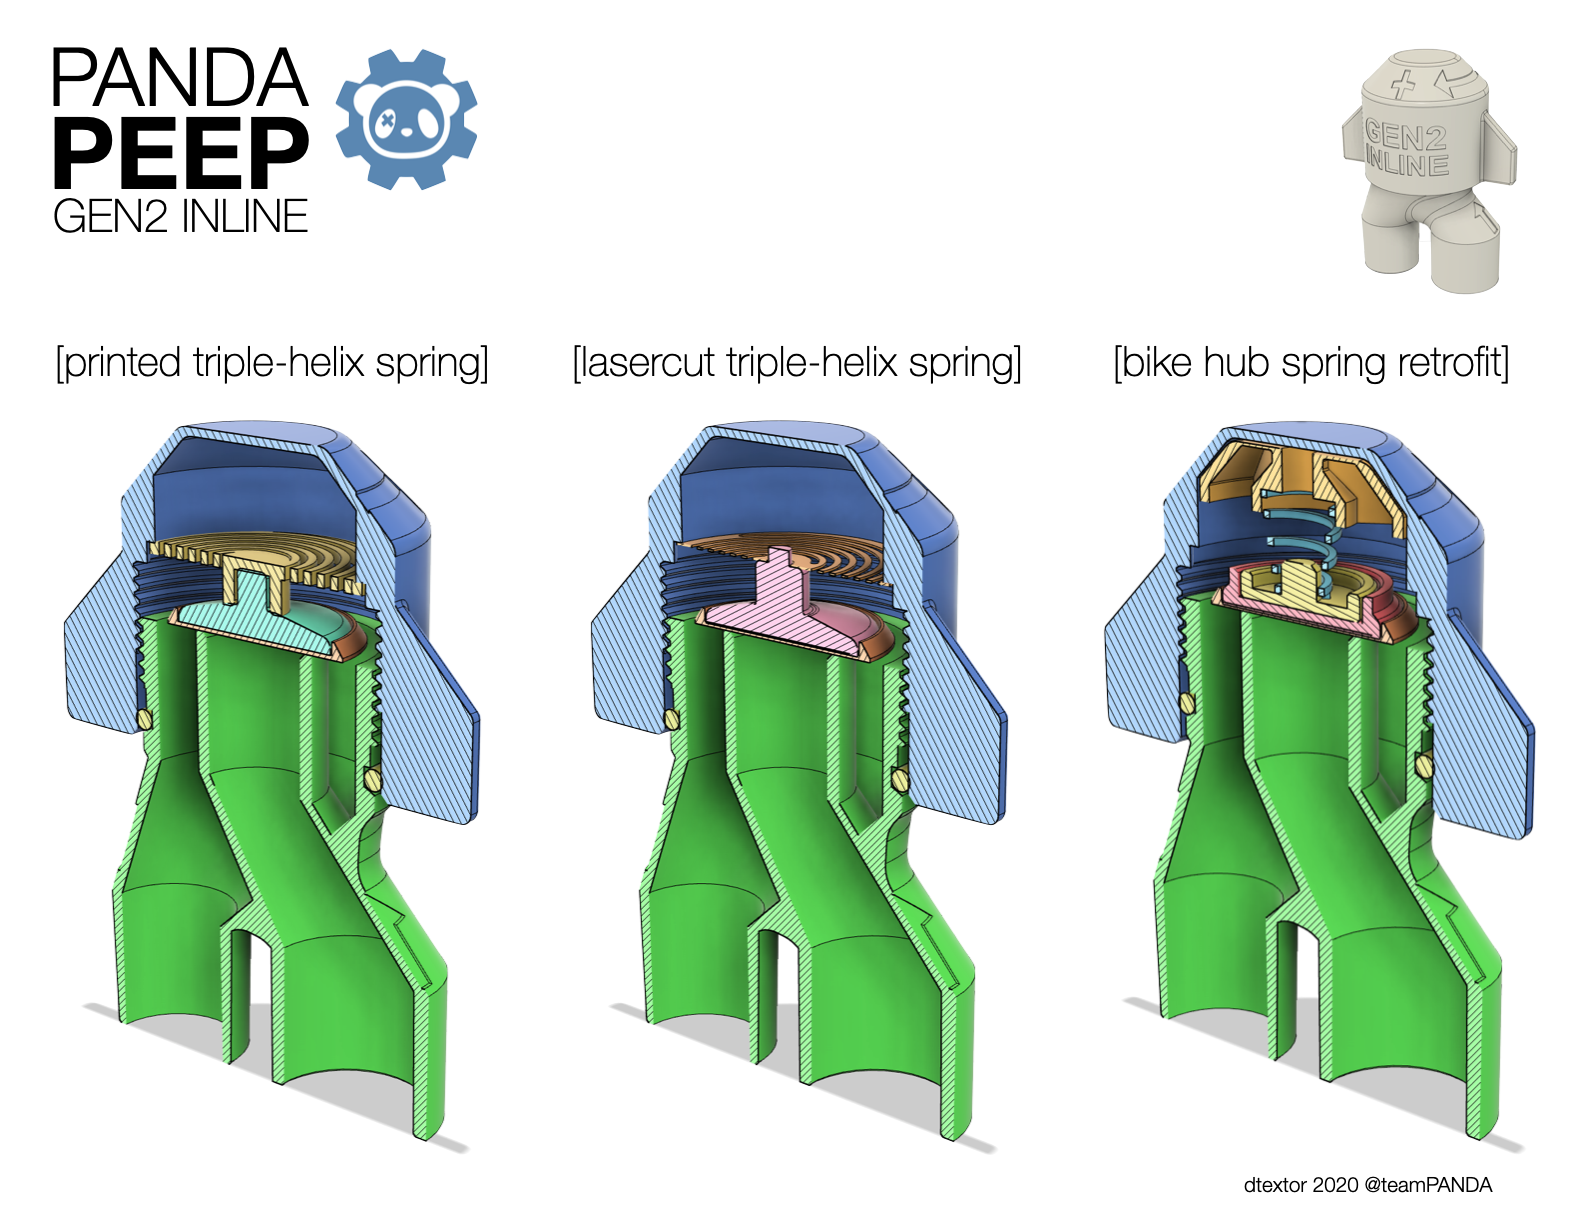 PANDA
PEEP
GEN2 INLINE
GEN2
INLINE
[printed triple-helix spring]
[lasercut triple-helix spring]
[bike hub spring retrofit]
dtextor 2020 @teamPANDA